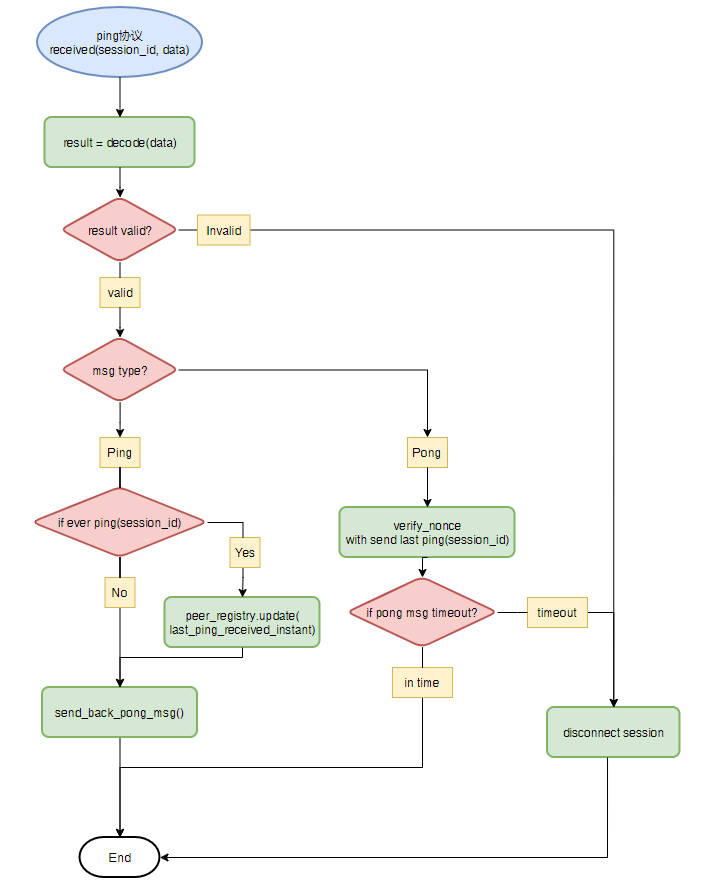 ping协议
received(session_id, data)
result = decode(data)
result valid?
Invalid
valid
msg type?
Ping
Pong
if ever ping(session_id)
Yes
verify_nonce
with send last ping(session_id)
No
peer_registry.update(
last_ping_received_instant)
if pong msg timeout?
timeout
in time
send_back_pong_msg()
disconnect session
End